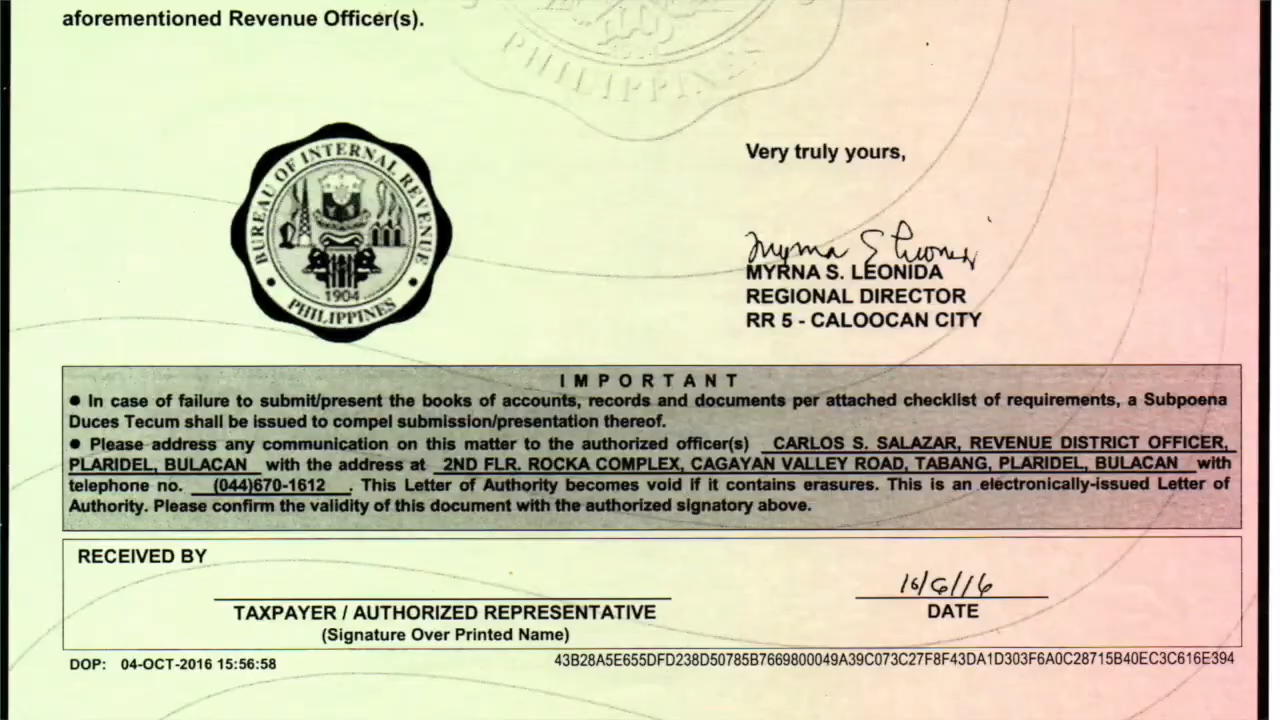 aforementioned Revenue Officer(s).
PHILIPPINES
BUREAU OF INTERNAL REVENUE
1904
PHILIPPINES
Very truly yours,
Myrna S Leonida
MYRNA S. LEONIDA
REGIONAL DIRECTOR
RR 5 - CALOOCAN CITY
IMPORTANT
● In case of failure to submit/present the books of accounts, records and documents per attached checklist of requirements, a Subpoena
Duces Tecum shall be issued to compel submission/presentation thereof.
● Please address any communication on this matter to the authorized officer(s) CARLOS S. SALAZAR, REVENUE DISTRICT OFFICER,
PLARIDEL, BULACAN with the address at 2ND FLR. ROCKA COMPLEX, CAGAYAN VALLEY ROAD, TABANG, PLARIDEL, BULACAN with
telephone no. (044)670-1612 . This Letter of Authority becomes void if it contains erasures. This is an electronically-issued Letter of
Authority. Please confirm the validity of this document with the authorized signatory above.
RECEIVED BY
10/6/16
TAXPAYER / AUTHORIZED REPRESENTATIVE
DATE
(Signature Over Printed Name)
DOP: 04-OCT-2016 15:56:58
43B28A5E655DFD238D50785B7669800049A39C073C27F8F43DA1D303F6A0C28715B40EC3C616E394